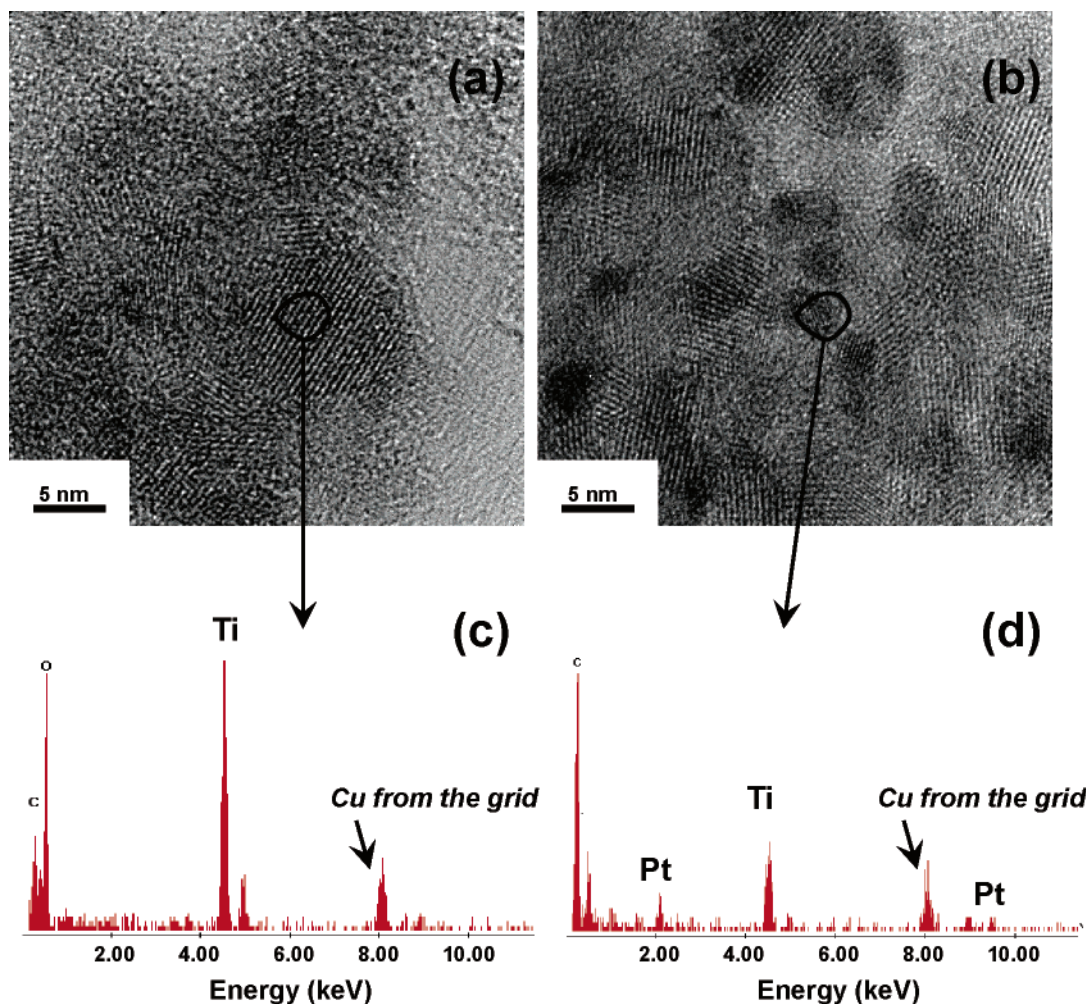 (a)
(b)
5 nm
5 nm
(c)
(d)
Ti
O
C
Cu from the grid
C
Ti
Cu from the grid
Pt
Pt
2.00 4.00 6.00 8.00 10.00
2.00 4.00 6.00 8.00 10.00
Energy (keV)
Energy (keV)